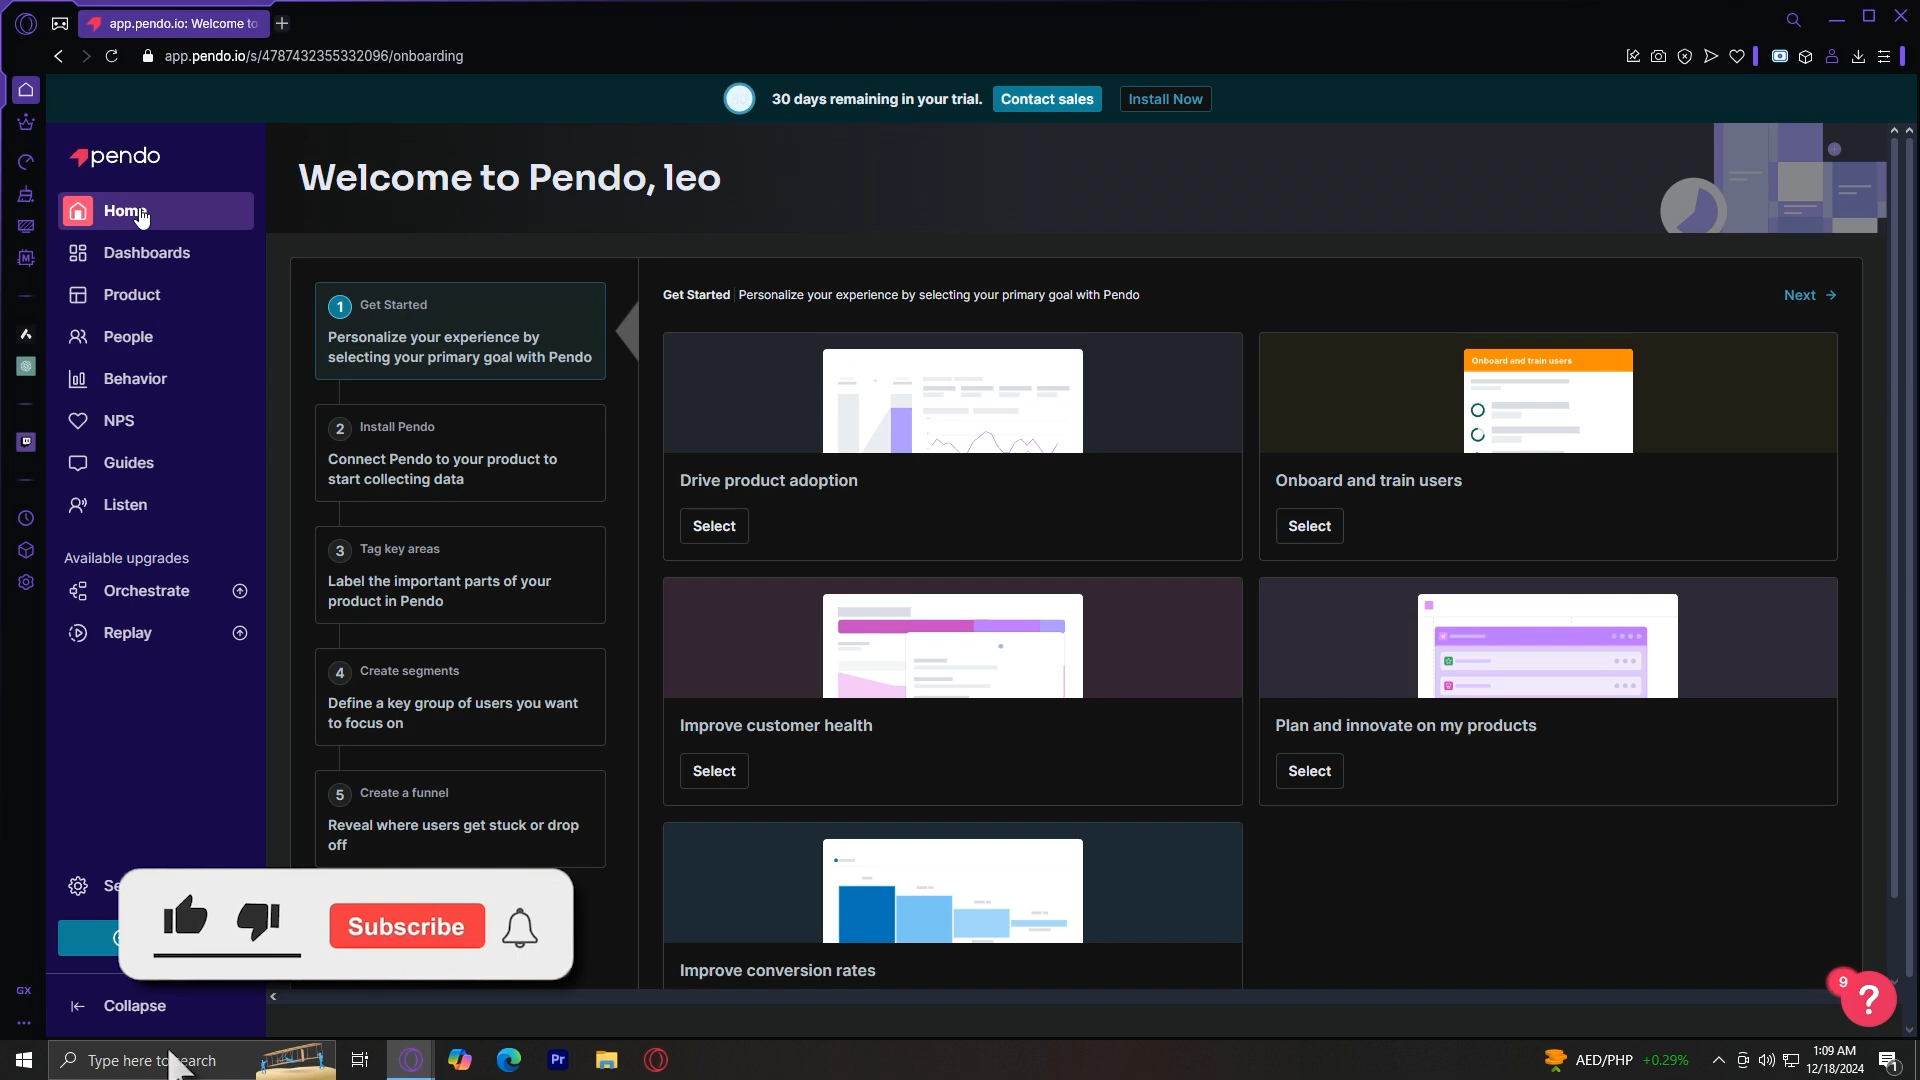 app.pendo.io: Welcome to
app.pendo.io/s/4787432355332096/onboarding
30 days remaining in your trial.
Contact sales
Install Now
pendo
Welcome to Pendo, leo
Home
Dashboards
Product
People
Behavior
NPS
Guides
Listen
Available upgrades
Orchestrate
Replay
Collapse
1 Get Started
Personalize your experience by
selecting your primary goal with Pendo
2 Install Pendo
Connect Pendo to your product to
start collecting data
3 Tag key areas
Label the important parts of your
product in Pendo
4 Create segments
Define a key group of users you want
to focus on
5 Create a funnel
Reveal where users get stuck or drop
off
Get Started Personalize your experience by selecting your primary goal with Pendo
Next
Drive product adoption
Select
Onboard and train users
Onboard and train users
Select
Improve customer health
Select
Plan and innovate on my products
Select
Improve conversion rates
Subscribe
9
?
GX
Type here to search
Pr
AED/PHP +0.29%
1:09 AM
12/18/2024
1